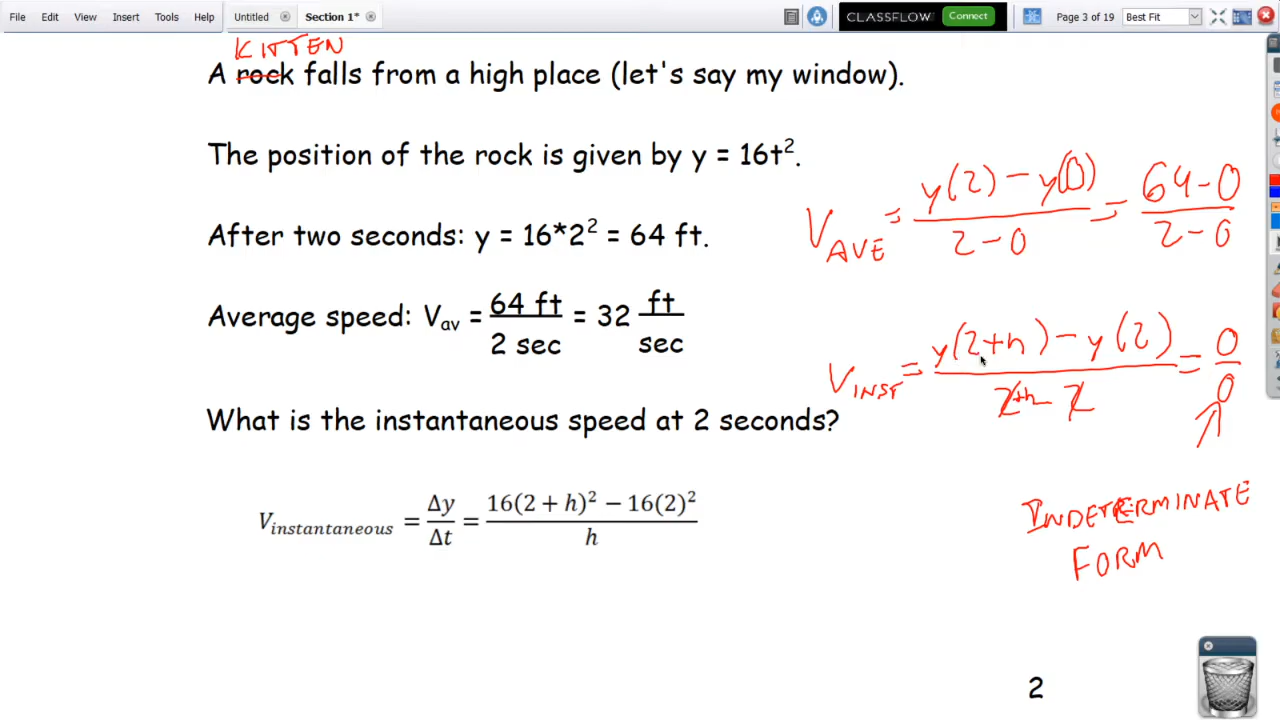 File Edit View Insert Tools Help Untitled Section 1* CLASSFLOW Connect Page 3 of 19 Best Fit
KITTEN
A rock falls from a high place (let's say my window).
The position of the rock is given by y = 16t².
After two seconds: y = 16*2² = 64 ft.
Average speed: Vav = 64 ft / 2 sec = 32 ft / sec
What is the instantaneous speed at 2 seconds?
Vinstantaneous = Δy/Δt = (16(2 + h)² − 16(2)²)/h
VAVE = (y(2) − y(0))/(2 − 0) = (64 − 0)/(2 − 0)
VINST = (y(2+h) − y(2))/(2+h − 2) = 0/0
INDETERMINATE
FORM
2